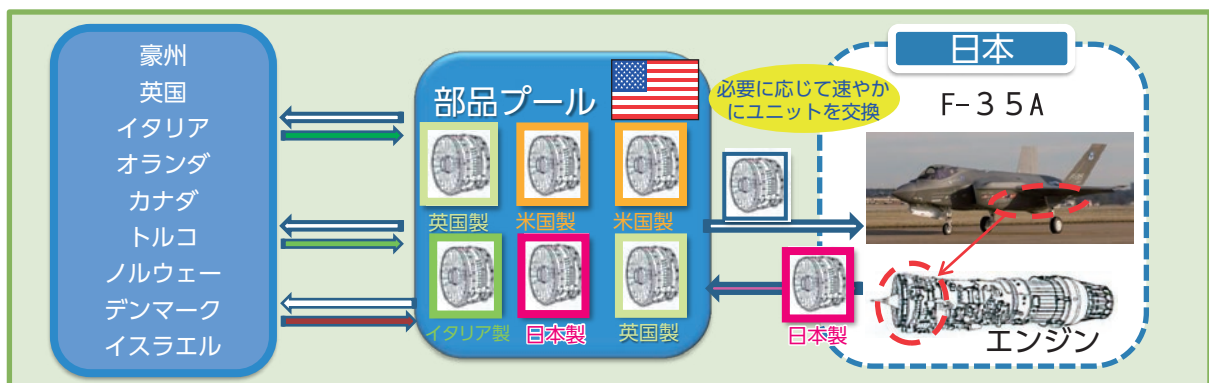 豪州
英国
イタリア
オランダ
カナダ
トルコ
ノルウェー
デンマーク
イスラエル
部品プール
英国製
米国製
米国製
イタリア製
日本製
英国製
必要に応じて速やか
にユニットを交換
日本製
日本
F-35A
エンジン